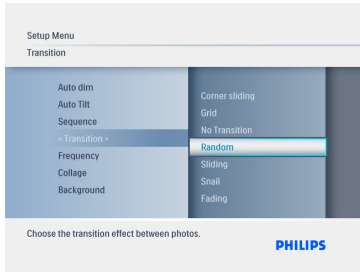 Setup Menu
Transition
Auto dim
Auto Tilt
Sequence
< Transition >
Frequency
Collage
Background
Corner sliding
Grid
No Transition
Random
Sliding
Snail
Fading
Choose the transition effect between photos.
PHILIPS